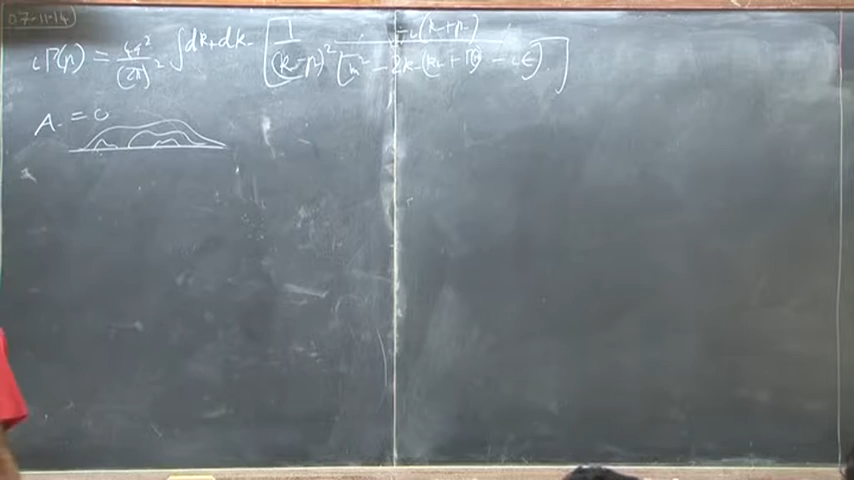 07-11-14
iΓ(p) = 4g²/(2π)² ∫dk₊dk₋ [1/(k-p)² -i(k+p)/[m² - 2k₋(k₊+Γ()) - iε]]
A₋ = 0